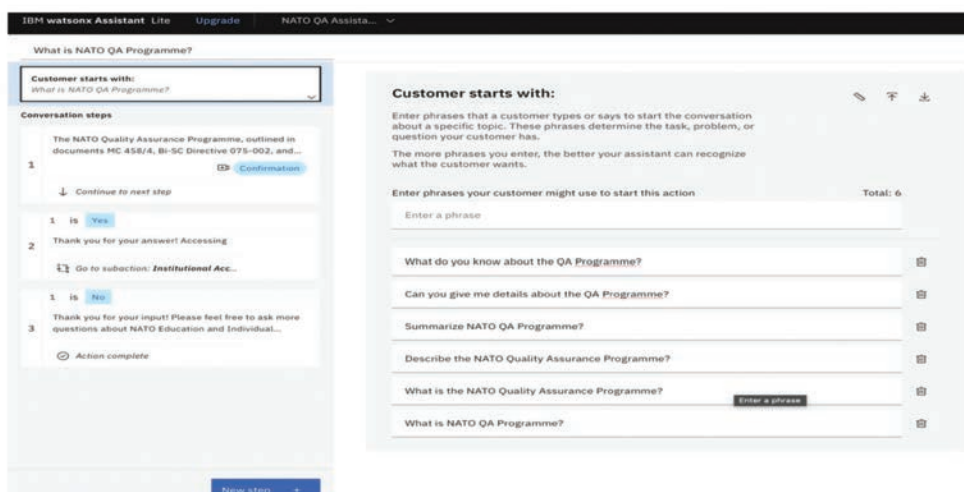 IBM watsonx Assistant Lite Upgrade NATO QA Assista...
What is NATO QA Programme?
Customer starts with:
What is NATO QA Programme?
Conversation steps
1
The NATO Quality Assurance Programme, outlined in
documents MC 458/4, Bi-SC Directive 075-002, and...
Confirmation
Continue to next step
1 is Yes
2
Thank you for your answer! Accessing
Go to subaction: Institutional Acc...
1 is No
3
Thank you for your input! Please feel free to ask more
questions about NATO Education and Individual...
Action complete
New step +
Customer starts with:
Enter phrases that a customer types or says to start the conversation
about a specific topic. These phrases determine the task, problem, or
question your customer has.
The more phrases you enter, the better your assistant can recognize
what the customer wants.
Enter phrases your customer might use to start this action Total: 6
Enter a phrase
What do you know about the QA Programme?
Can you give me details about the QA Programme?
Summarize NATO QA Programme?
Describe the NATO Quality Assurance Programme?
What is the NATO Quality Assurance Programme?
Enter a phrase
What is NATO QA Programme?